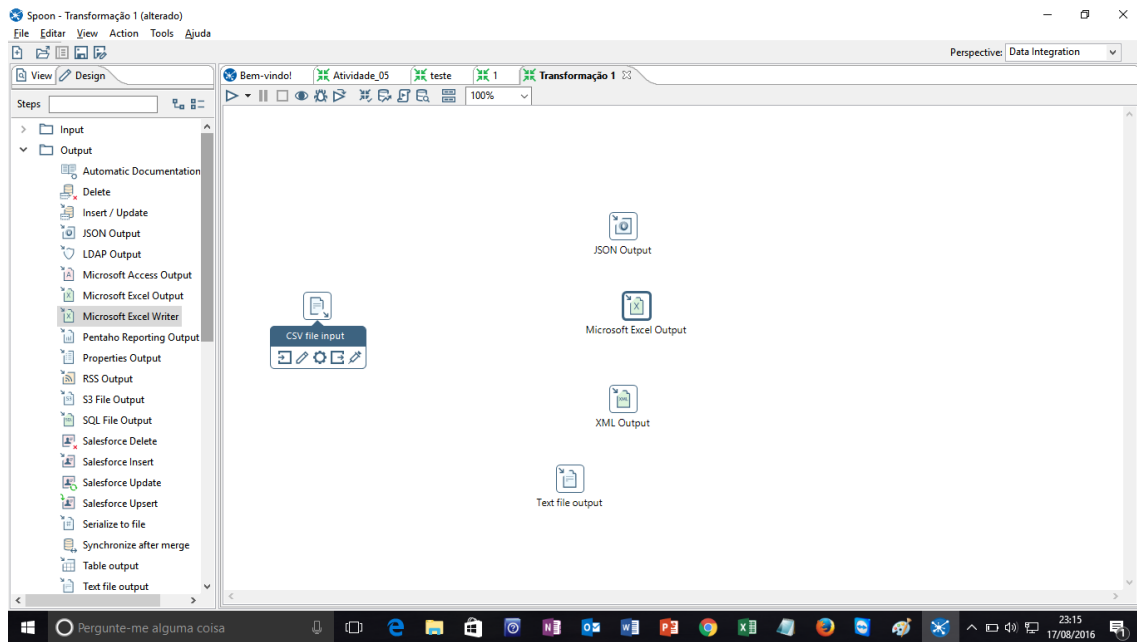 Spoon - Transformação 1 (alterado)
File Editar View Action Tools Ajuda
Perspective: Data Integration
View Design
Bem-vindo! Atividade_05 teste 1 Transformação 1
Steps
100%
Input
Output
Automatic Documentation
Delete
Insert / Update
JSON Output
LDAP Output
Microsoft Access Output
Microsoft Excel Output
Microsoft Excel Writer
Pentaho Reporting Output
Properties Output
RSS Output
S3 File Output
SQL File Output
Salesforce Delete
Salesforce Insert
Salesforce Update
Salesforce Upsert
Serialize to file
Synchronize after merge
Table output
Text file output
JSON Output
CSV file input
Microsoft Excel Output
XML Output
Text file output
Pergunte-me alguma coisa
23:15
17/08/2016